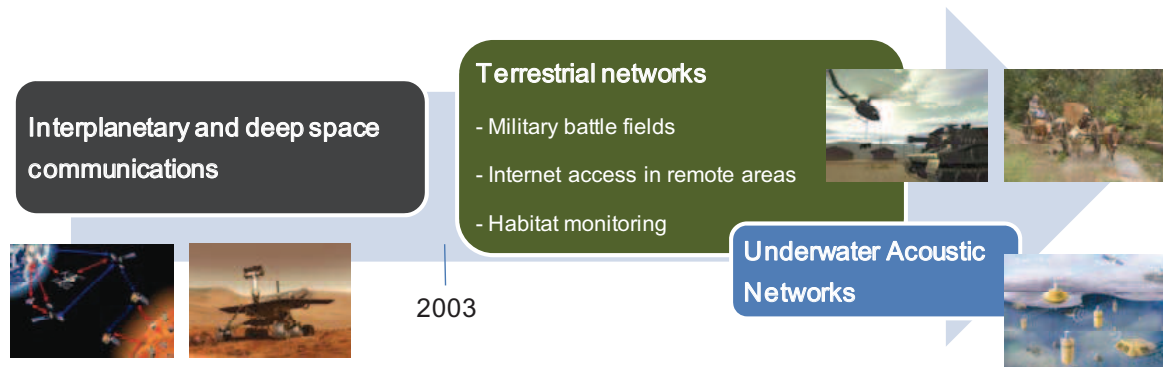 Interplanetary and deep space
communications
Terrestrial networks
- Military battle fields
- Internet access in remote areas
- Habitat monitoring
Underwater Acoustic
Networks
2003